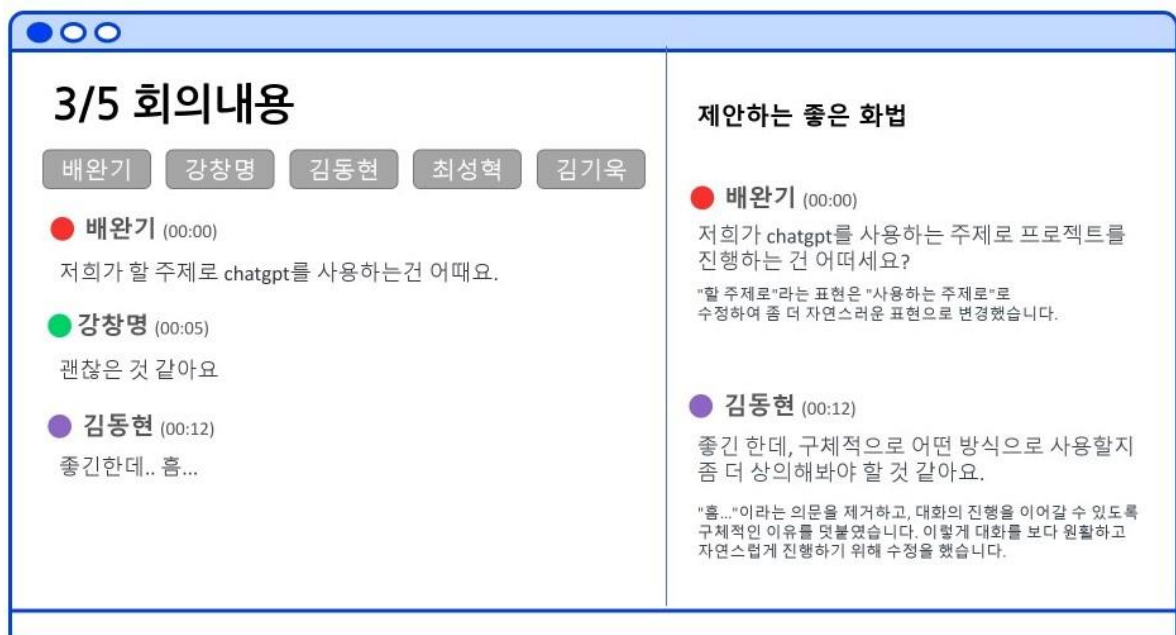 3/5 회의내용
배완기 강창명 김동현 최성혁 김기욱
배완기 (00:00)
저희가 할 주제로 chatgpt를 사용하는건 어때요.
강창명 (00:05)
괜찮은 것 같아요
김동현 (00:12)
좋긴한데.. 흠...
제안하는 좋은 화법
배완기 (00:00)
저희가 chatgpt를 사용하는 주제로 프로젝트를
진행하는 건 어떠세요?
"할 주제로"라는 표현은 "사용하는 주제로"로
수정하여 좀 더 자연스러운 표현으로 변경했습니다.
김동현 (00:12)
좋긴 한데, 구체적으로 어떤 방식으로 사용할지
좀 더 상의해봐야 할 것 같아요.
"흠..."이라는 의문을 제거하고, 대화의 진행을 이어갈 수 있도록
구체적인 이유를 덧붙였습니다. 이렇게 대화를 보다 원활하고
자연스럽게 진행하기 위해 수정을 했습니다.